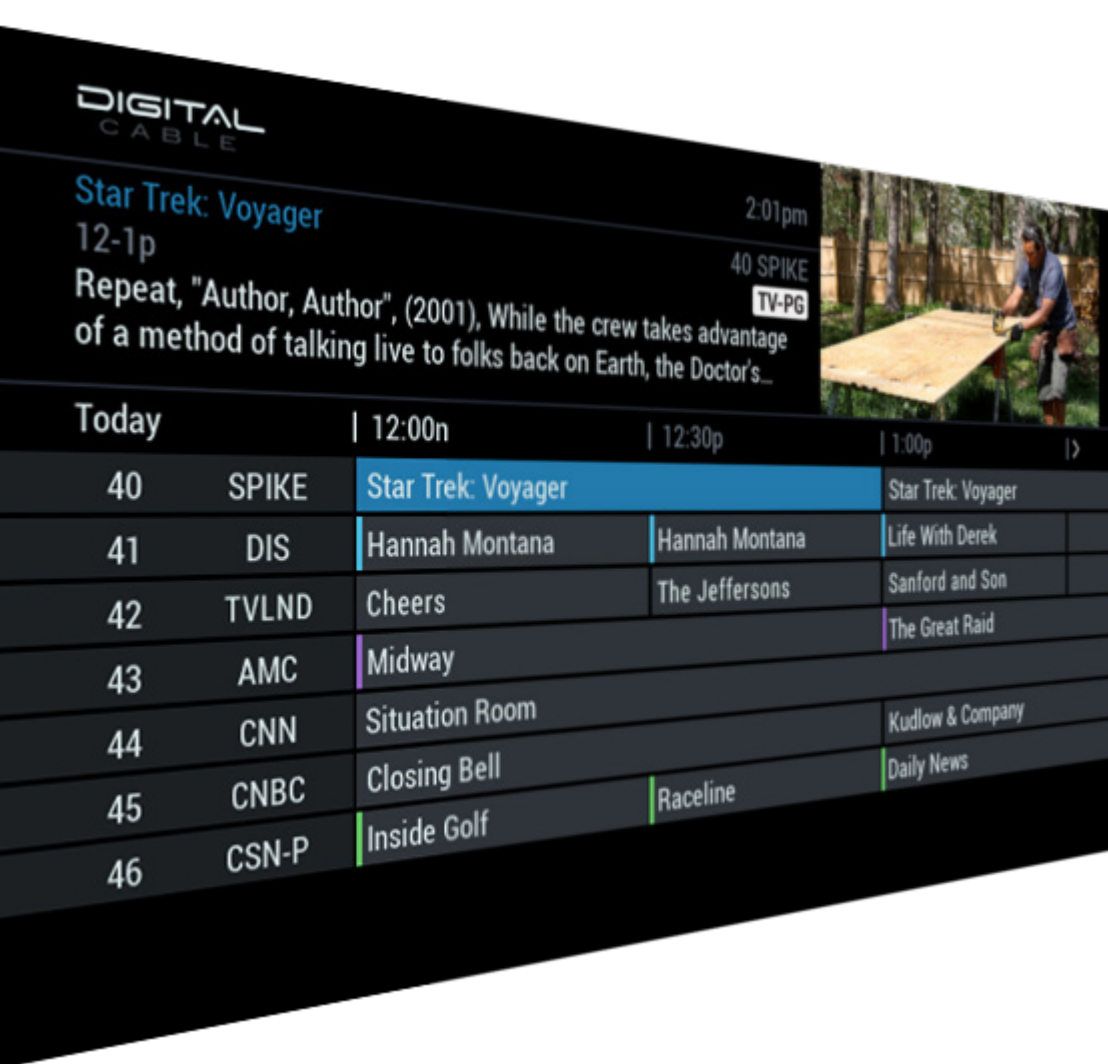 DIGITAL
CABLE
Star Trek: Voyager
2:01pm
12-1p
40 SPIKE
TV-PG
Repeat, "Author, Author", (2001), While the crew takes advantage
of a method of talking live to folks back on Earth, the Doctor's...
Today 12:00n 12:30p 1:00p
40 SPIKE Star Trek: Voyager Star Trek: Voyager
41 DIS Hannah Montana Hannah Montana Life With Derek
42 TVLND Cheers The Jeffersons Sanford and Son
43 AMC Midway The Great Raid
44 CNN Situation Room
45 CNBC Closing Bell Kudlow & Company
46 CSN-P Inside Golf Raceline Daily News